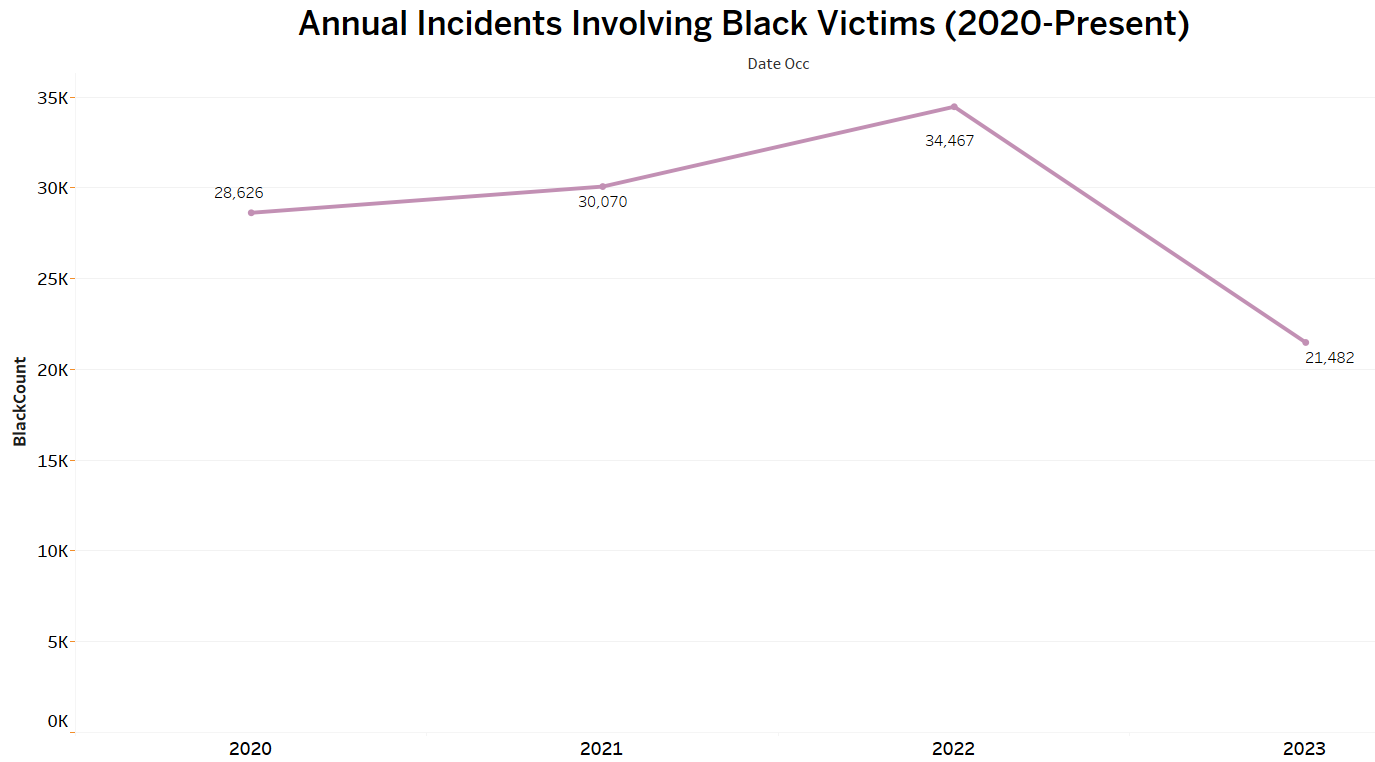 Annual Incidents Involving Black Victims (2020-Present)
Date Occ
35K
30K
25K
20K
15K
10K
5K
0K
BlackCount
28,626
30,070
34,467
21,482
2020
2021
2022
2023